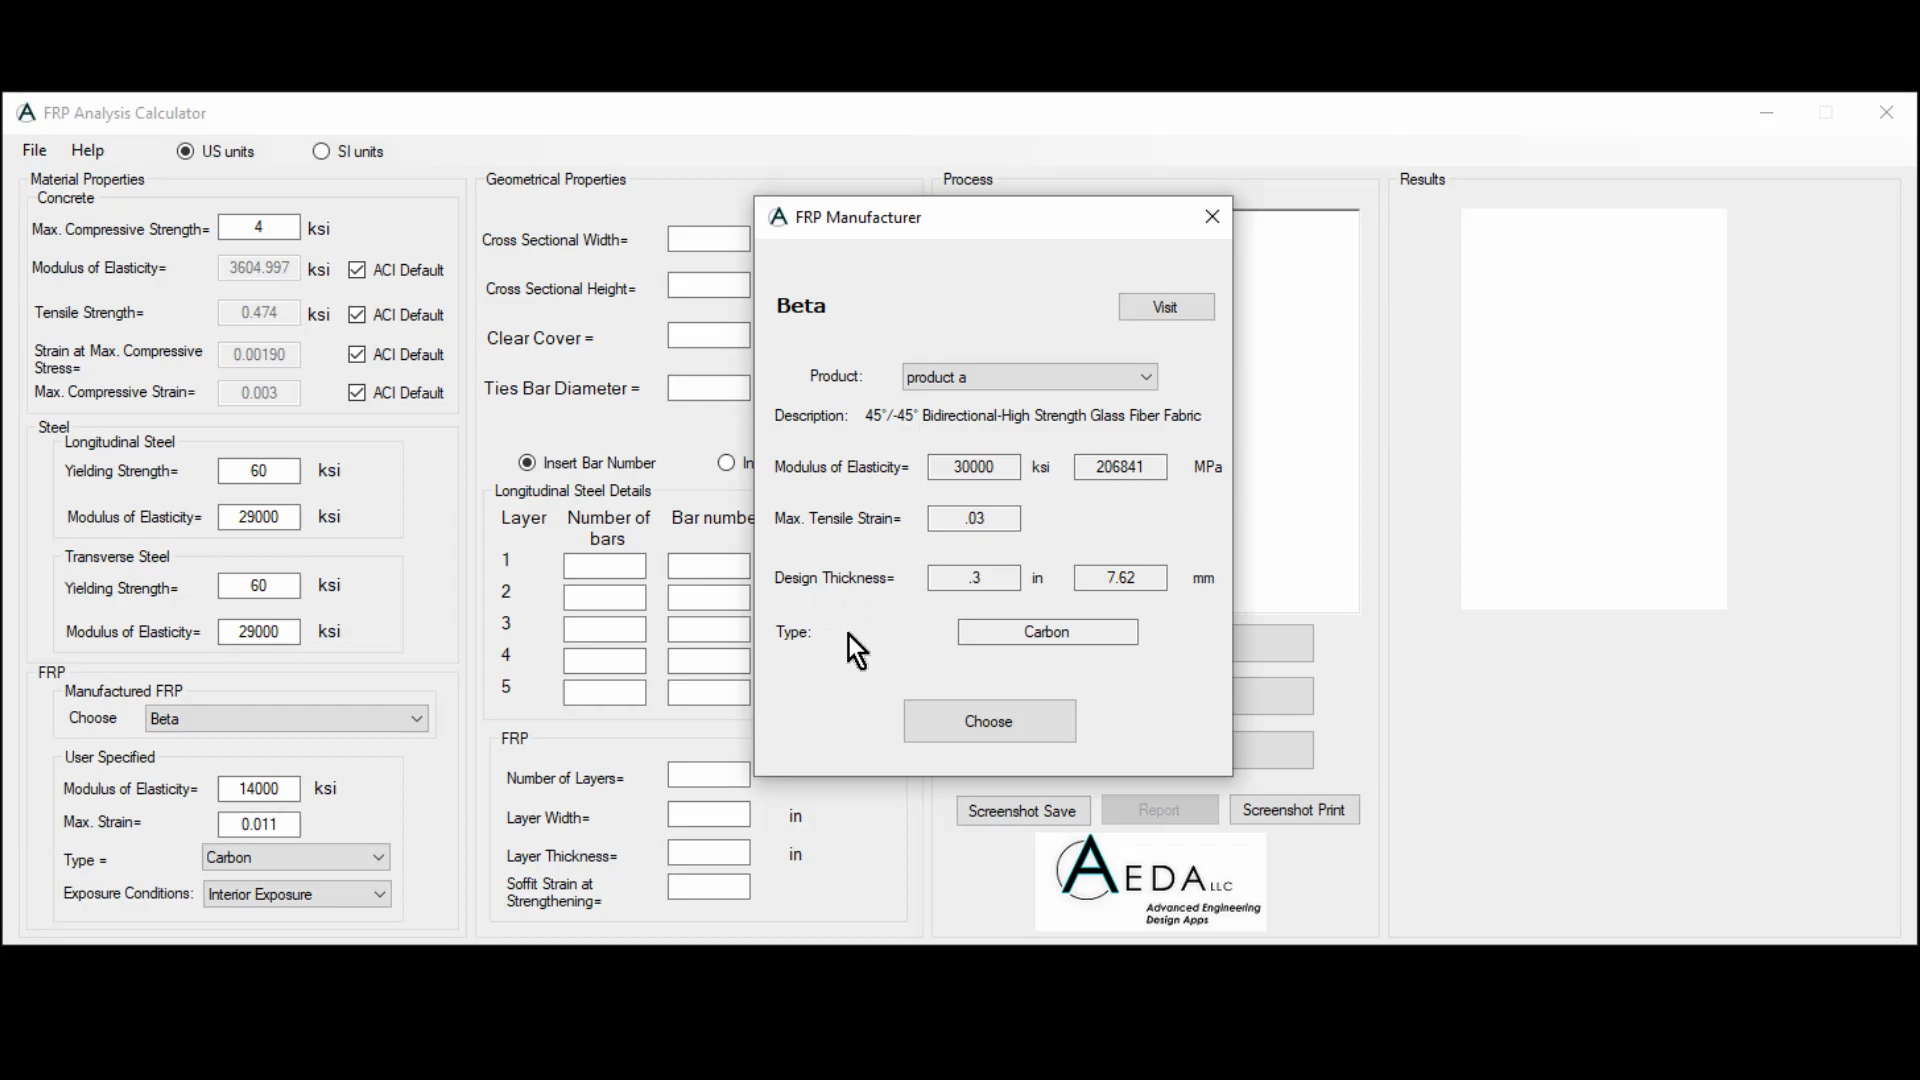 FRP Analysis Calculator
File Help US units SI units
Material Properties
Concrete
Max. Compressive Strength= 4 ksi
Modulus of Elasticity= 3604.997 ksi ACI Default
Tensile Strength= 0.474 ksi ACI Default
Strain at Max. Compressive
Stress= 0.00190 ACI Default
Max. Compressive Strain= 0.003 ACI Default
Steel
Longitudinal Steel
Yielding Strength= 60 ksi
Modulus of Elasticity= 29000 ksi
Transverse Steel
Yielding Strength= 60 ksi
Modulus of Elasticity= 29000 ksi
FRP
Manufactured FRP
Choose Beta
User Specified
Modulus of Elasticity= 14000 ksi
Max. Strain= 0.011
Type = Carbon
Exposure Conditions: Interior Exposure
Geometrical Properties
Cross Sectional Width=
Cross Sectional Height=
Clear Cover =
Ties Bar Diameter =
Insert Bar Number In
Longitudinal Steel Details
Layer Number of Bar numbe
bars
1
2
3
4
5
FRP
Number of Layers=
Layer Width= in
Layer Thickness= in
Soffit Strain at
Strengthening=
Process
FRP Manufacturer
Beta Visit
Product: product a
Description: 45°/-45° Bidirectional-High Strength Glass Fiber Fabric
Modulus of Elasticity= 30000 ksi 206841 MPa
Max. Tensile Strain= .03
Design Thickness= .3 in 7.62 mm
Type: Carbon
Choose
Screenshot Save Report Screenshot Print
AEDA LLC
Advanced Engineering
Design Apps
Results